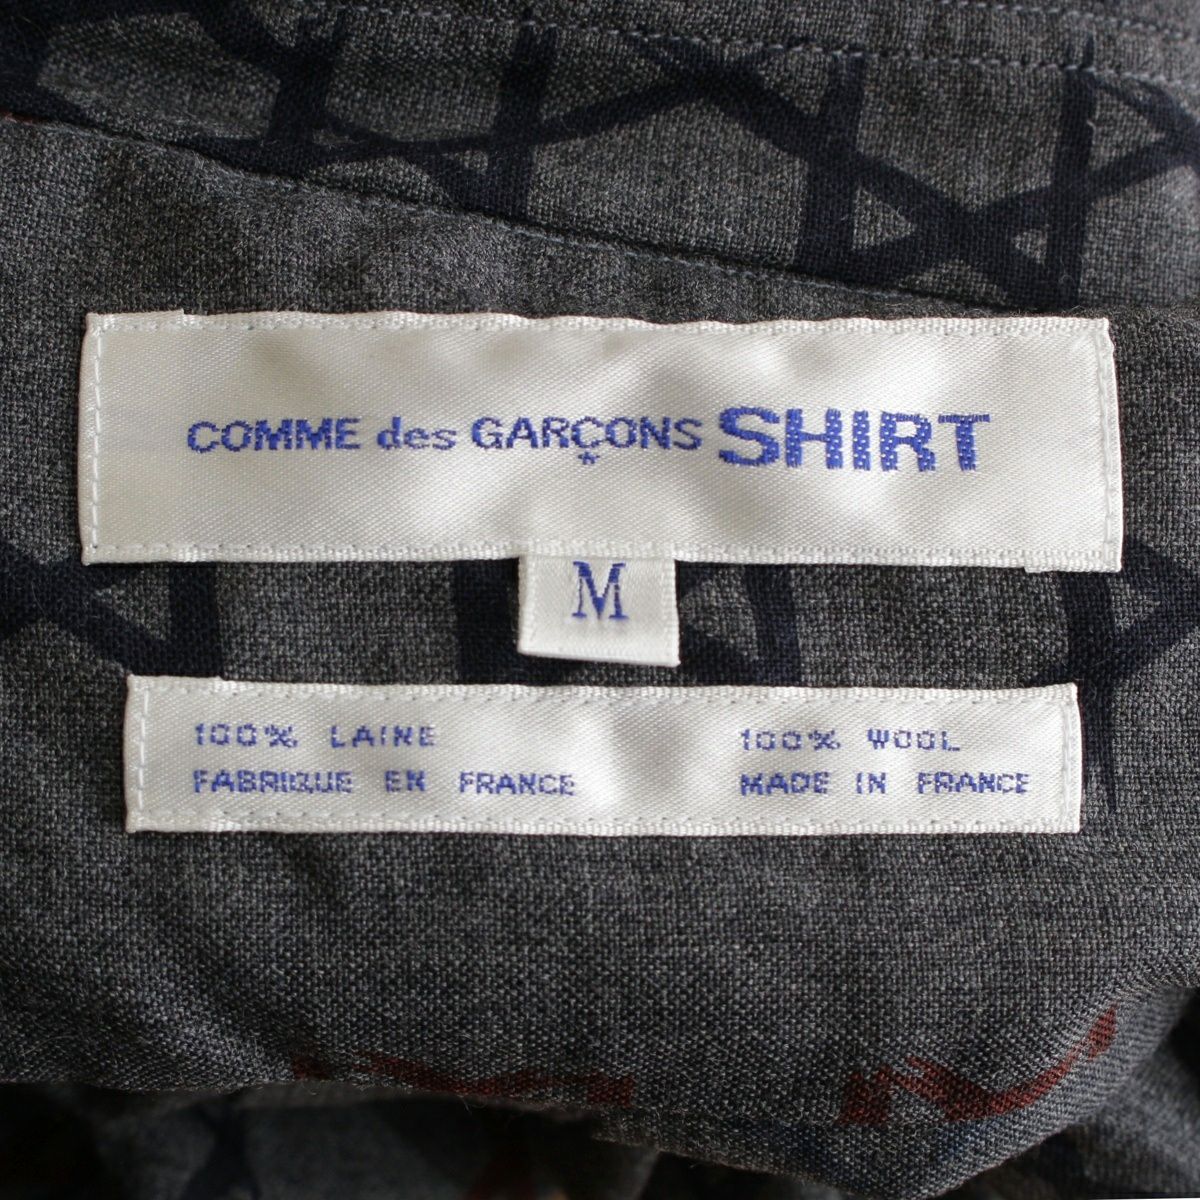 COMME des GARÇONS SHIRT
M
100% LAINE
FABRIQUE EN FRANCE
100% WOOL
MADE IN FRANCE